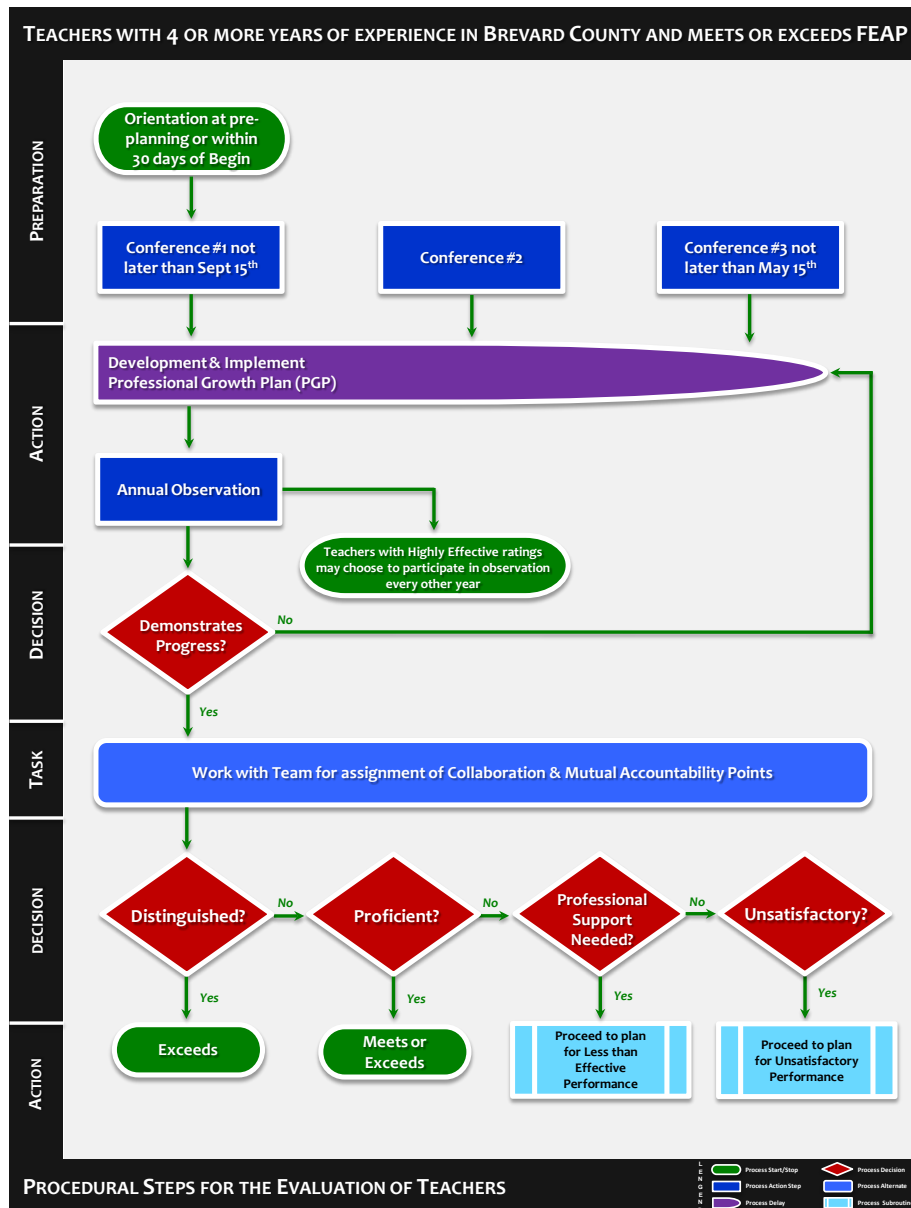 TEACHERS WITH 4 OR MORE YEARS OF EXPERIENCE IN BREVARD COUNTY AND MEETS OR EXCEEDS FEAP
PREPARATION
Orientation at pre-
planning or within
30 days of Begin
Conference #1 not
later than Sept 15th
Conference #2
Conference #3 not
later than May 15th
ACTION
Development & Implement
Professional Growth Plan (PGP)
Annual Observation
Teachers with Highly Effective ratings
may choose to participate in observation
every other year
DECISION
Demonstrates
Progress?
No
Yes
TASK
Work with Team for assignment of Collaboration & Mutual Accountability Points
DECISION
Distinguished?
No
Proficient?
No
Professional
Support
Needed?
No
Unsatisfactory?
Yes
Yes
Yes
Yes
ACTION
Exceeds
Meets or
Exceeds
Proceed to plan
for Less than
Effective
Performance
Proceed to plan
for Unsatisfactory
Performance
PROCEDURAL STEPS FOR THE EVALUATION OF TEACHERS
L
E
N
G
E
N
Process Start/Stop
Process Decision
Process Action Step
Process Alternate
Process Delay
Process Subroutin